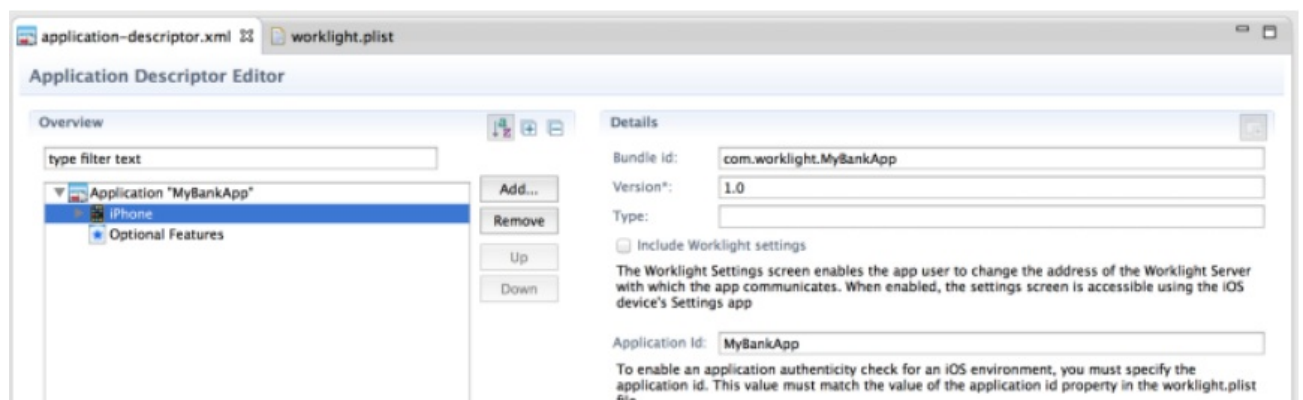 application-descriptor.xml worklight.plist
Application Descriptor Editor
Overview
type filter text
Application "MyBankApp"
iPhone
Optional Features
Add...
Remove
Up
Down
Details
Bundle id: com.worklight.MyBankApp
Version*: 1.0
Type:
Include Worklight settings
The Worklight Settings screen enables the app user to change the address of the Worklight Server
with which the app communicates. When enabled, the settings screen is accessible using the iOS
device's Settings app
Application Id: MyBankApp
To enable an application authenticity check for an iOS environment, you must specify the
application id. This value must match the value of the application id property in the worklight.plist
file